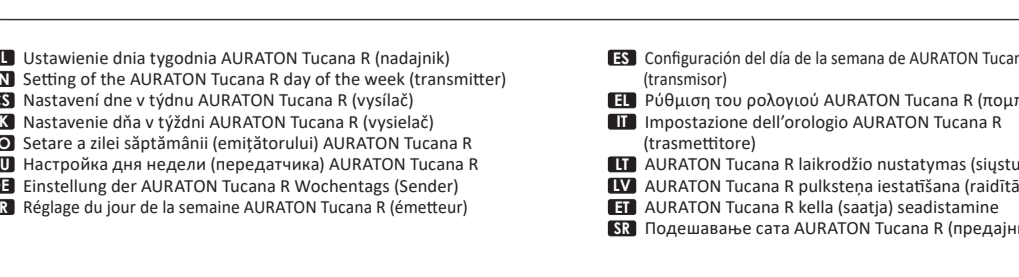 Ustawienie dnia tygodnia AURATON Tucana R (nadajnik)
Setting of the AURATON Tucana R day of the week (transmitter)
Nastavení dne v týdnu AURATON Tucana R (vysílač)
Nastavenie dňa v týždni AURATON Tucana R (vysielač)
Setare a zilei săptămânii (emițătorului) AURATON Tucana R
Настройка дня недели (передатчика) AURATON Tucana R
Einstellung der AURATON Tucana R Wochentags (Sender)
Réglage du jour de la semaine AURATON Tucana R (émetteur)
ES Configuración del día de la semana de AURATON
(transmisor)
EL Ρύθμιση του ρολογιού AURATON Tucana R
IT Impostazione dell'orologio AURATON Tucana R
(trasmettitore)
LT AURATON Tucana R laikrodžio nustatymas
LV AURATON Tucana R pulksteņa iestatīšana
ET AURATON Tucana R kella (saatja) seadistamine
SR Подешавање сата AURATON Tucana R